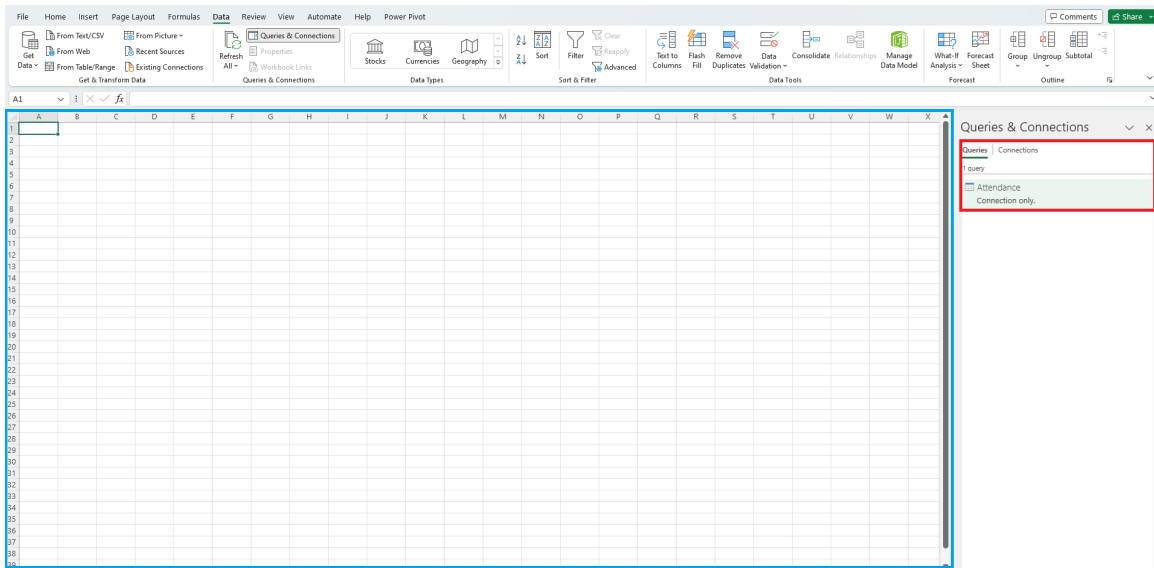 File Home Insert Page Layout Formulas Data Review View Automate Help Power Pivot Comments Share
Get Data
From Text/CSV
From Web
From Table/Range
From Picture
Recent Sources
Existing Connections
Get & Transform Data
Refresh All
Queries & Connections
Properties
Workbook Links
Queries & Connections
Stocks Currencies Geography
Data Types
Sort
Filter
Clear
Reapply
Advanced
Sort & Filter
Text to Columns
Flash Fill
Remove Duplicates
Data Validation
Consolidate
Relationships
Manage Data Model
Data Tools
What-If Analysis
Forecast Sheet
Forecast
Group Ungroup Subtotal
Outline
A1 fx
A B C D E F G H I J K L M N O P Q R S T U V W X
1
2
3
4
5
6
7
8
9
10
11
12
13
14
15
16
17
18
19
20
21
22
23
24
25
26
27
28
29
30
31
32
33
34
35
36
37
38
39
Queries & Connections
Queries Connections
1 query
Attendance
Connection only.